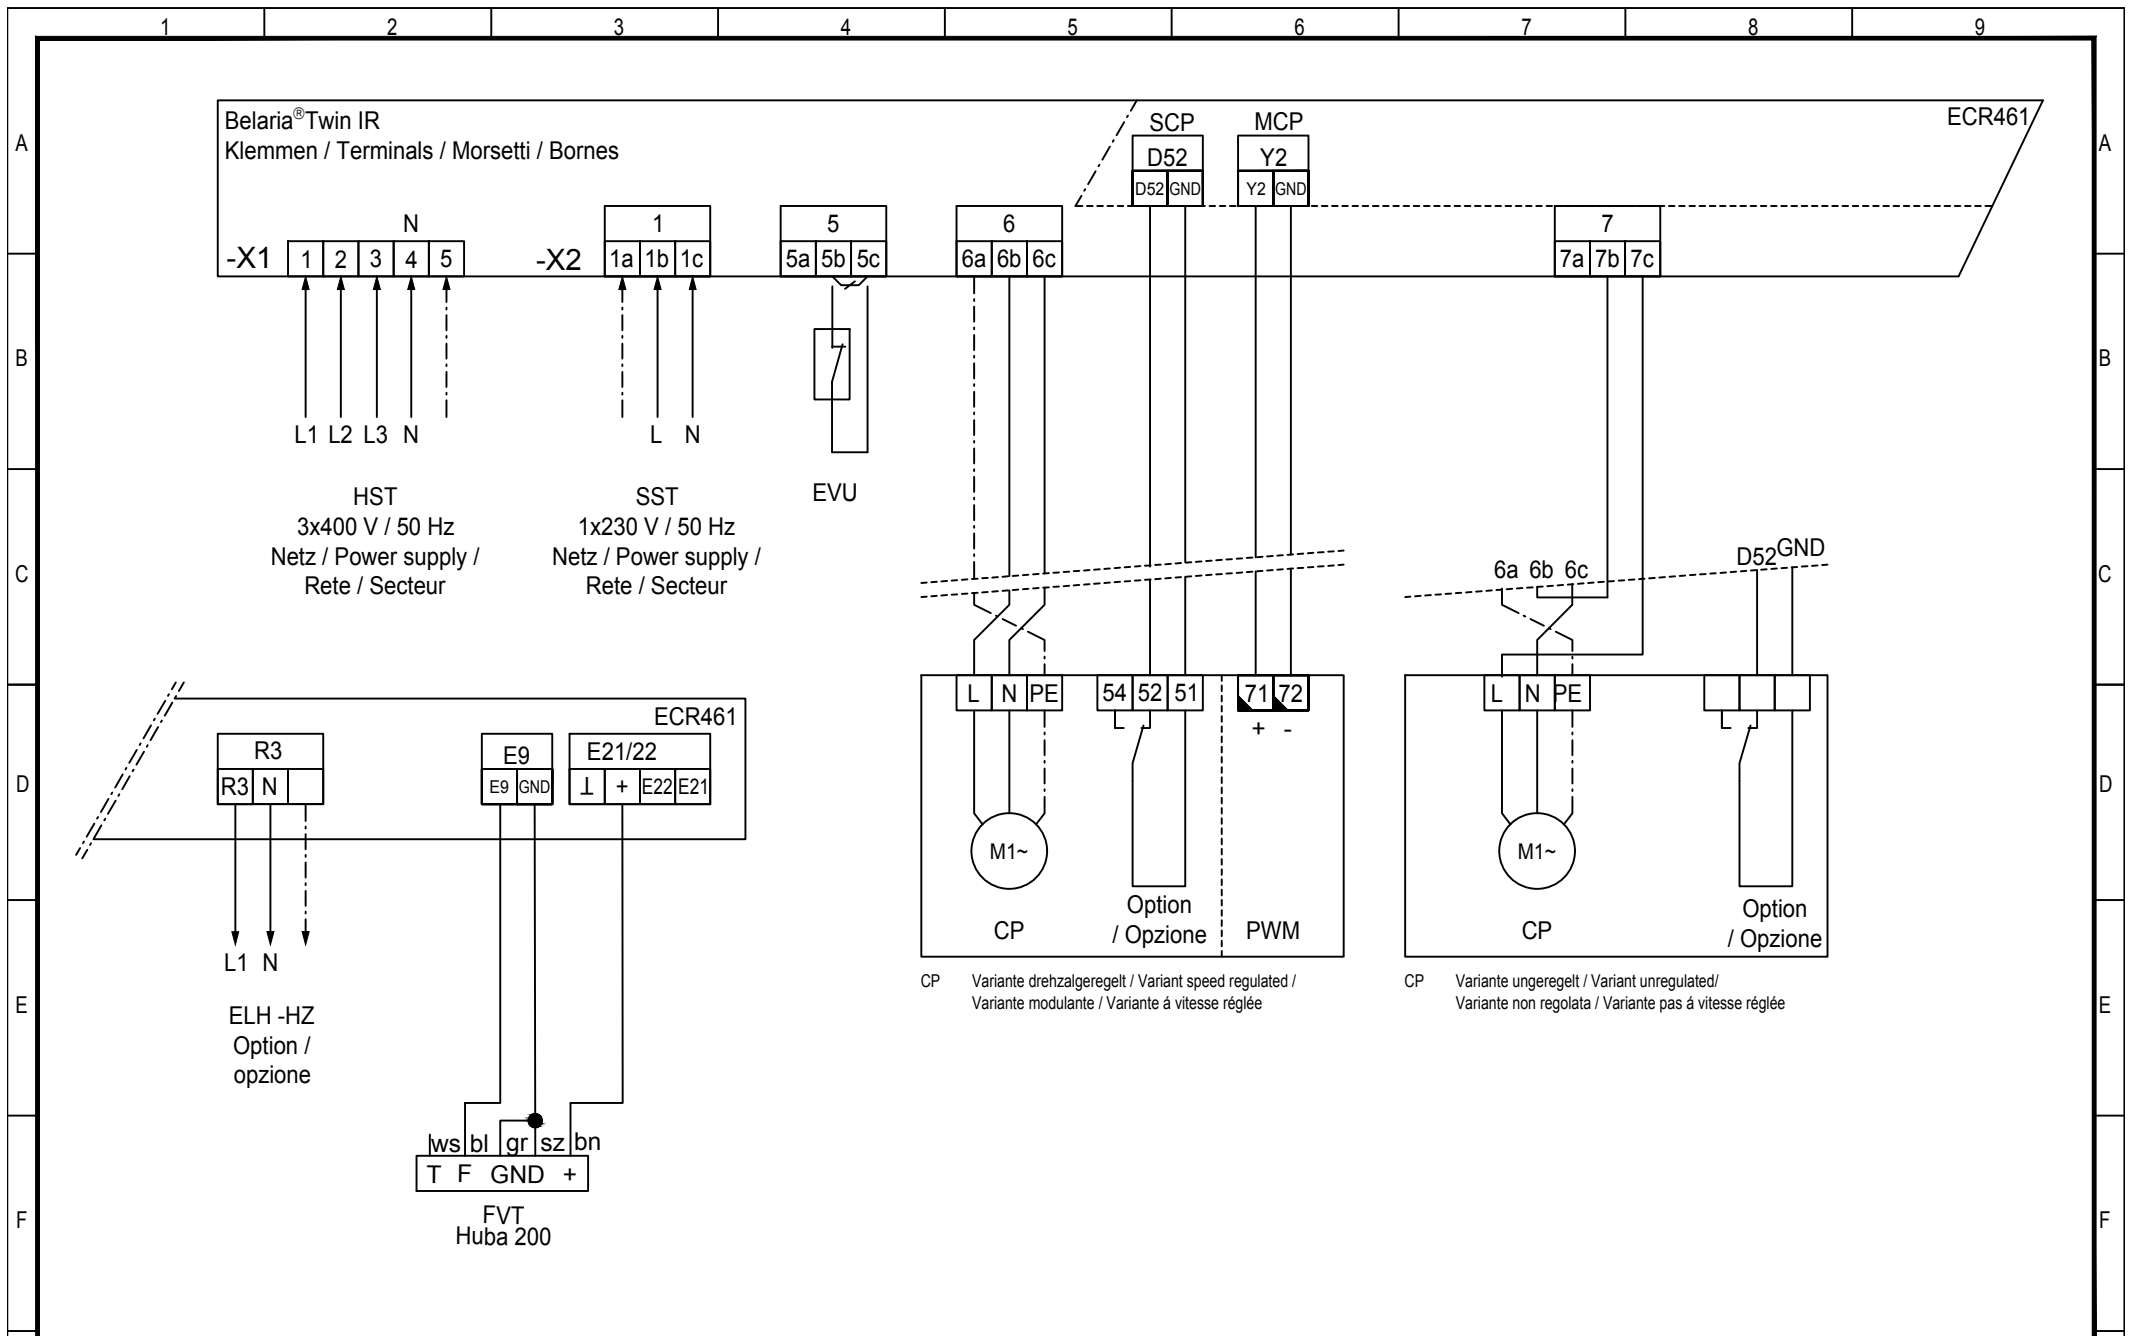 1 2 3 4 5 6 7 8 9
Belaria®Twin IR
Klemmen / Terminals / Morsetti / Bornes
SCP MCP ECR461
A A
D52 Y2
D52 GND Y2 GND
N 1 5 6 7
-X1 1 2 3 4 5 -X2 1a 1b 1c 5a 5b 5c 6a 6b 6c 7a 7b 7c
B B
L1 L2 L3 N L N
HST
3x400 V / 50 Hz
Netz / Power supply /
Rete / Secteur
SST
1x230 V / 50 Hz
Netz / Power supply /
Rete / Secteur
EVU
C C
6a 6b 6c D52 GND
L N PE 54 52 51 71 72
+ -
L N PE
ECR461
D D
R3 E9 E21/22
R3 N E9 GND ⊥ + E22 E21
M1~
M1~
CP
Option
/ Opzione
PWM
CP
Option
/ Opzione
CP Variante drehzalgeregelt / Variant speed regulated /
Variante modulante / Variante á vitesse réglée
CP Variante ungeregelt / Variant unregulated/
Variante non regolata / Variante pas á vitesse réglée
L1 N
E E
ELH -HZ
Option /
opzione
ws bl gr sz bn
T F GND +
FVT
Huba 200
F F